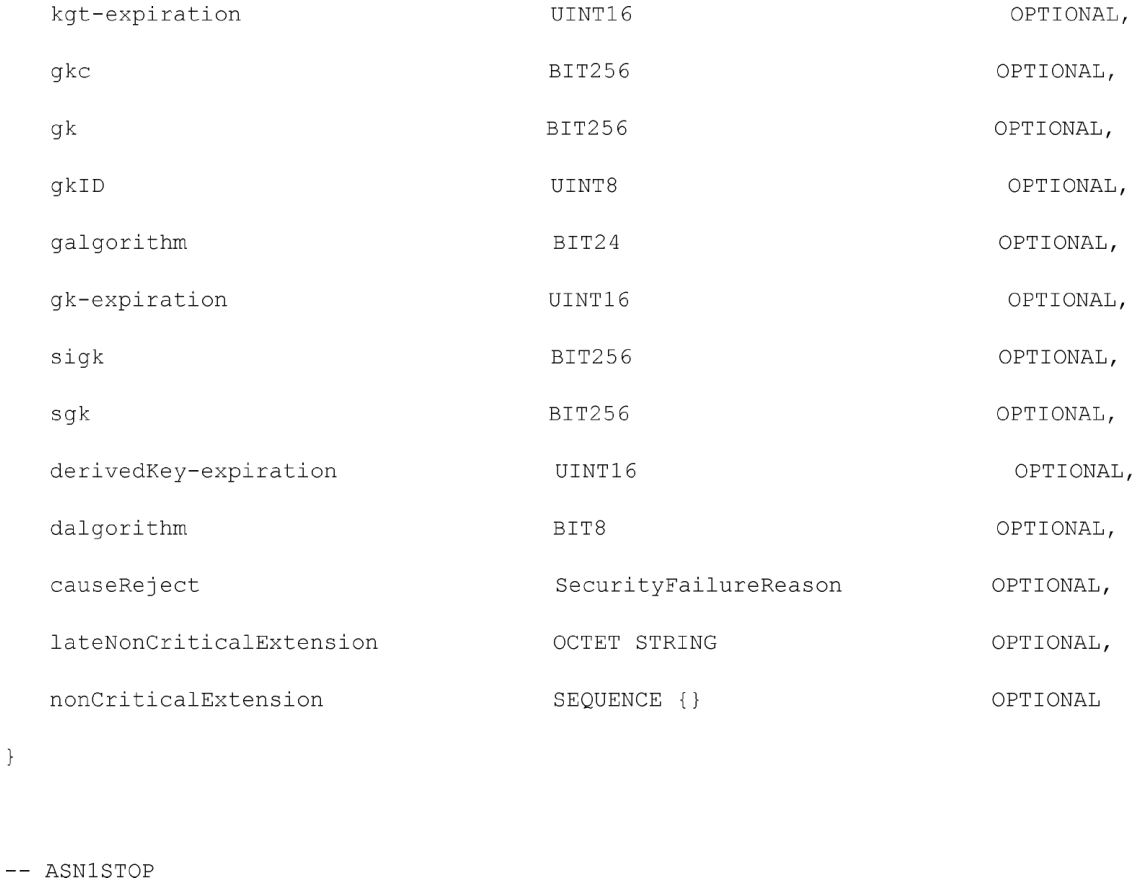 kgt-expiration UINT16 OPTIONAL,
gkc BIT256 OPTIONAL,
gk BIT256 OPTIONAL,
gkID UINT8 OPTIONAL,
galgorithm BIT24 OPTIONAL,
gk-expiration UINT16 OPTIONAL,
sigk BIT256 OPTIONAL,
sgk BIT256 OPTIONAL,
derivedKey-expiration UINT16 OPTIONAL,
dalgorithm BIT8 OPTIONAL,
causeReject SecurityFailureReason OPTIONAL,
lateNonCriticalExtension OCTET STRING OPTIONAL,
nonCriticalExtension SEQUENCE {} OPTIONAL
}
-- ASN1STOP